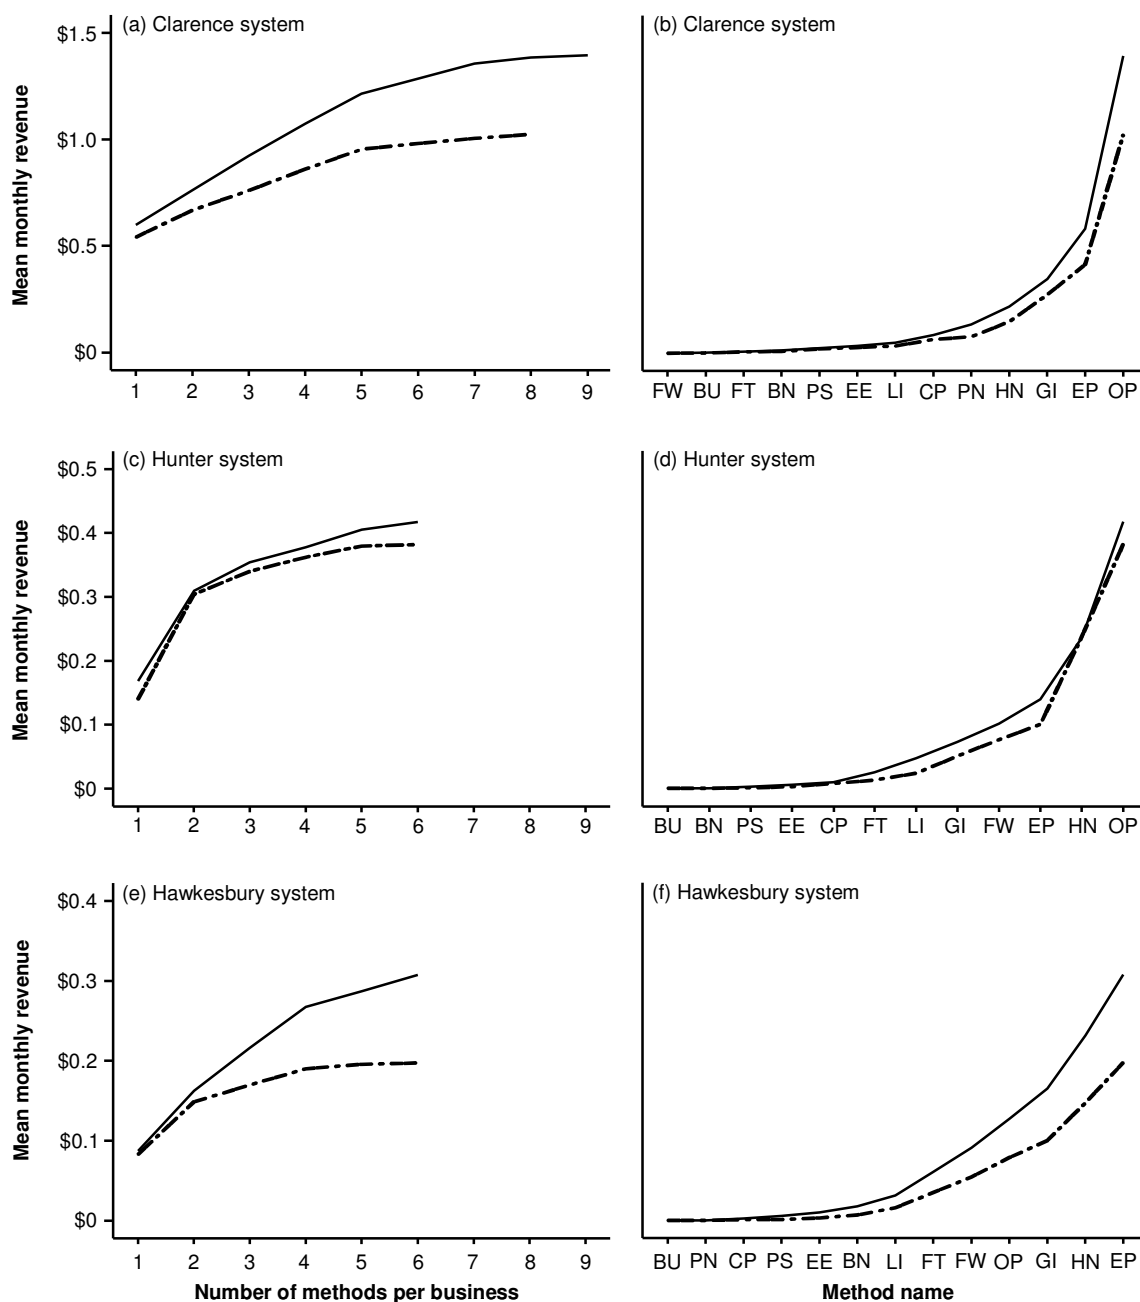 (a) Clarence system
Mean monthly revenue
$1.5
$1.0
$0.5
$0
1 2 3 4 5 6 7 8 9
(b) Clarence system
FW BU FT BN PS EE LI CP PN HN GI EP OP
(c) Hunter system
Mean monthly revenue
$0.5
$0.4
$0.3
$0.2
$0.1
$0
1 2 3 4 5 6 7 8 9
(d) Hunter system
BU BN PS EE CP FT LI GI FW EP HN OP
(e) Hawkesbury system
Mean monthly revenue
$0.4
$0.3
$0.2
$0.1
$0
1 2 3 4 5 6 7 8 9
Number of methods per business
(f) Hawkesbury system
BU PN CP PS EE BN LI FT FW OP GI HN EP
Method name